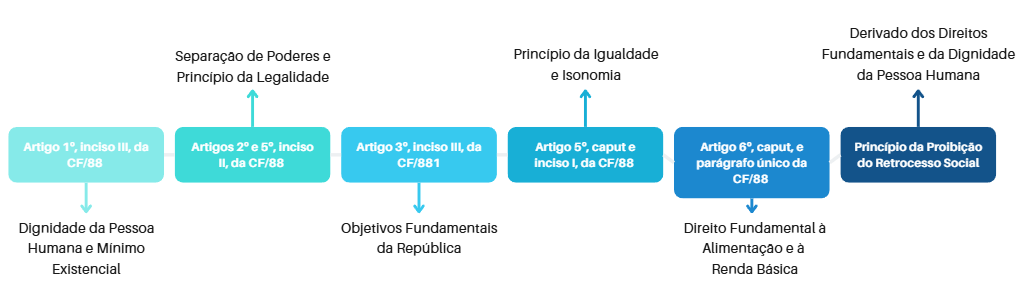 Separação de Poderes e
Princípio da Legalidade
Princípio da Igualdade
e Isonomia
Derivado dos Direitos
Fundamentais e da Dignidade
da Pessoa Humana
Artigo 1º, inciso III, da
CF/88
Artigos 2º e 5º, inciso
II, da CF/88
Artigo 3º, inciso III, da
CF/881
Artigo 5º, caput e
inciso I, da CF/88
Artigo 6º, caput, e
parágrafo único da
CF/88
Princípio da Proibição
do Retrocesso Social
Dignidade da Pessoa
Humana e Mínimo
Existencial
Objetivos Fundamentais
da República
Direito Fundamental à
Alimentação e à
Renda Básica